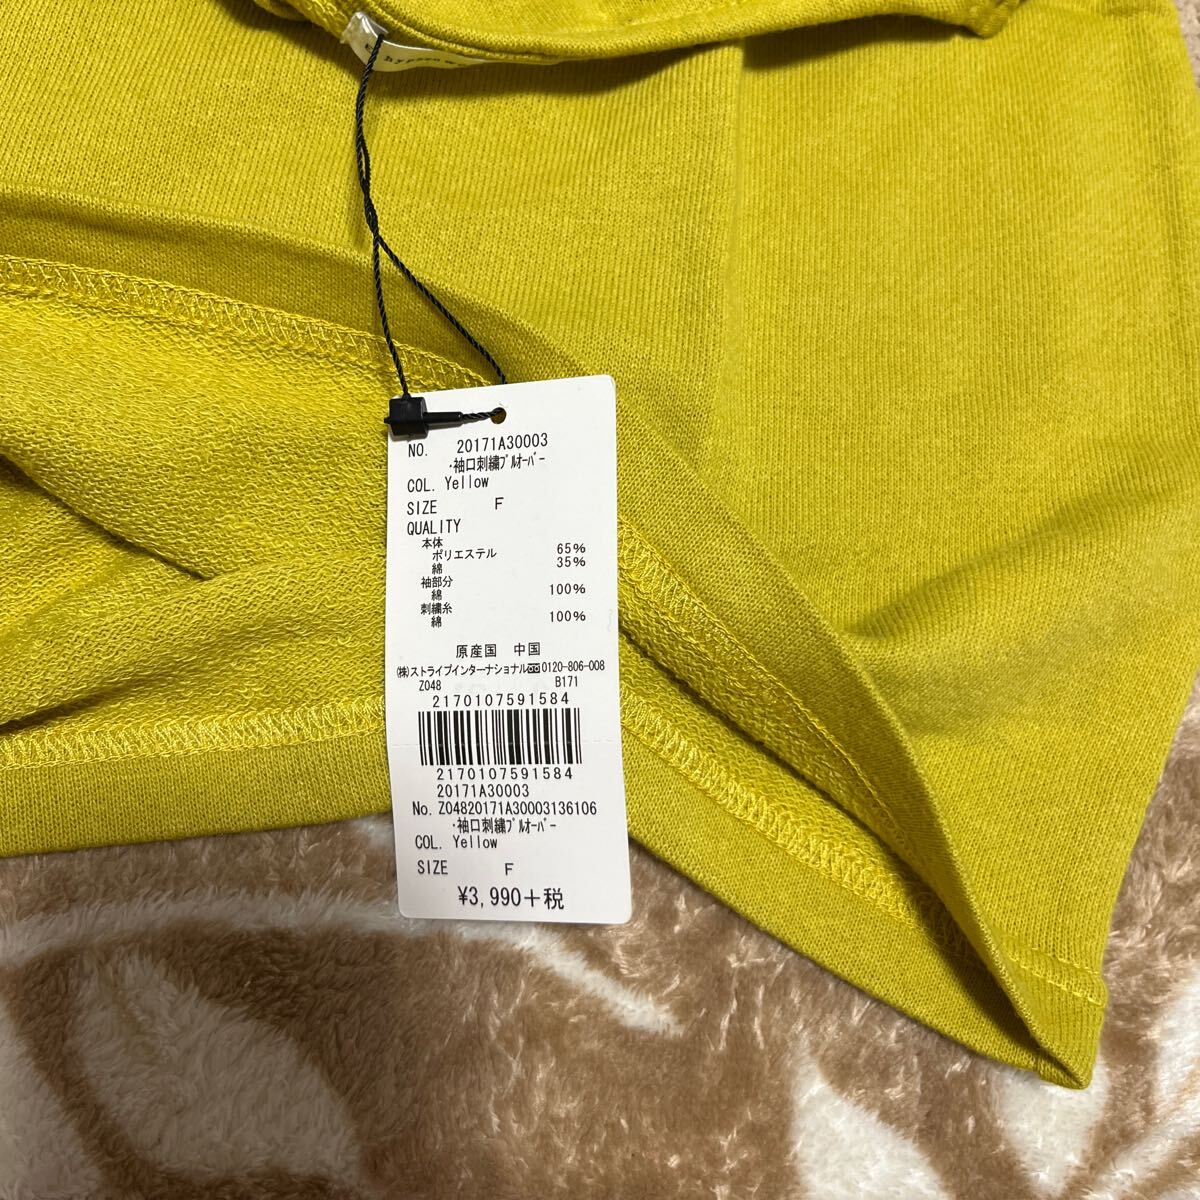 NO. 20171A30003
・袖口刺繍ﾌﾟﾙｵｰﾊﾞｰ
COL. Yellow
SIZE F
QUALITY
本体
ポリエステル 65%
綿 35%
袖部分
綿 100%
刺繍糸
綿 100%
原産国 中国
㈱ストライプインターナショナル 0120-806-008
Z048 B171
2170107591584
2170107591584
20171A30003
No. Z04820171A30003136106
・袖口刺繍ﾌﾟﾙｵｰﾊﾞｰ
COL. Yellow
SIZE F
¥3,990+税